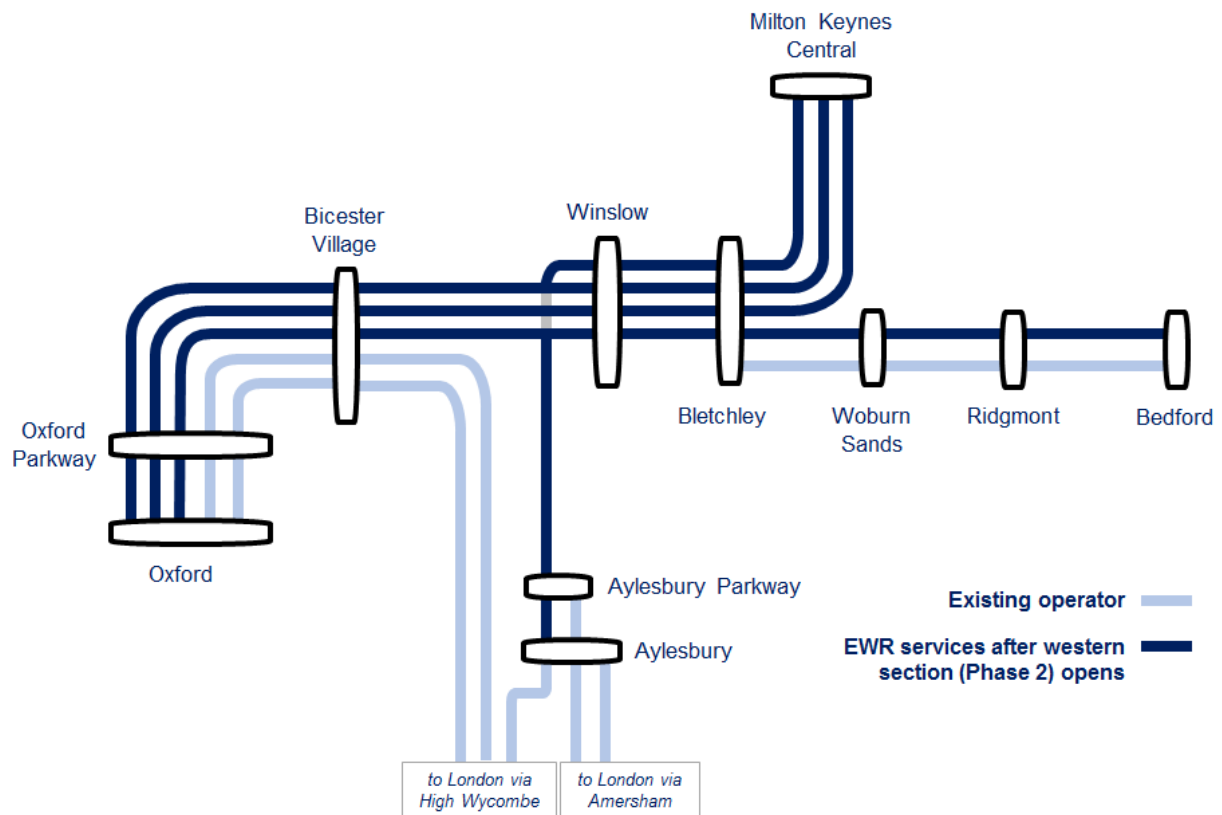 Milton Keynes
Central
Bicester
Village
Winslow
Oxford
Parkway
Bletchley
Woburn
Sands
Ridgmont
Bedford
Oxford
Aylesbury Parkway
Aylesbury
Existing operator
EWR services after western
section (Phase 2) opens
to London via
High Wycombe
to London via
Amersham